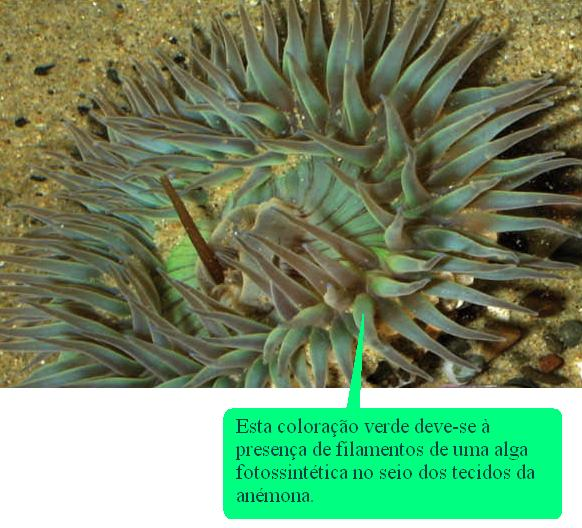 Esta coloração verde deve-se à
presença de filamentos de uma alga
fotossintética no seio dos tecidos da
anémona.